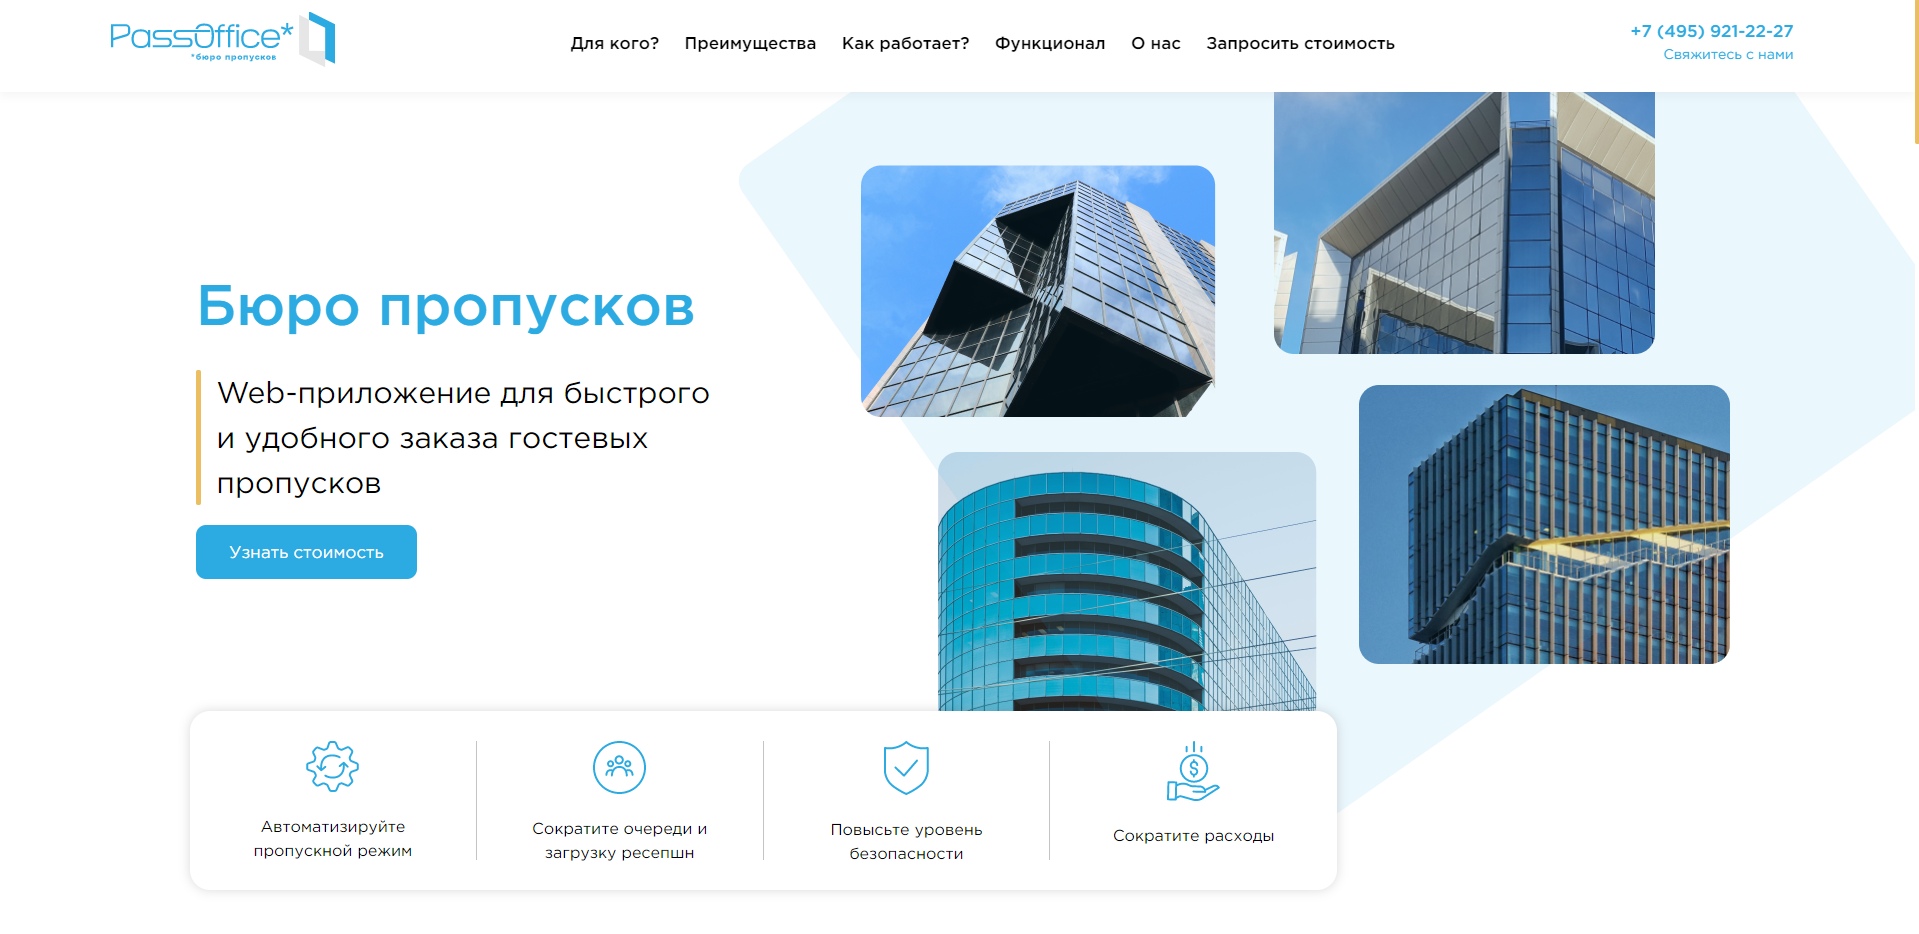 PassOffice*
*бюро пропусков
Для кого?
Преимущества
Как работает?
Функционал
О нас
Запросить стоимость
+7 (495) 921-22-27
Свяжитесь с нами
Бюро пропусков
Web-приложение для быстрого
и удобного заказа гостевых
пропусков
Узнать стоимость
Автоматизируйте
пропускной режим
Сократите очереди и
загрузку ресепшн
Повысьте уровень
безопасности
Сократите расходы